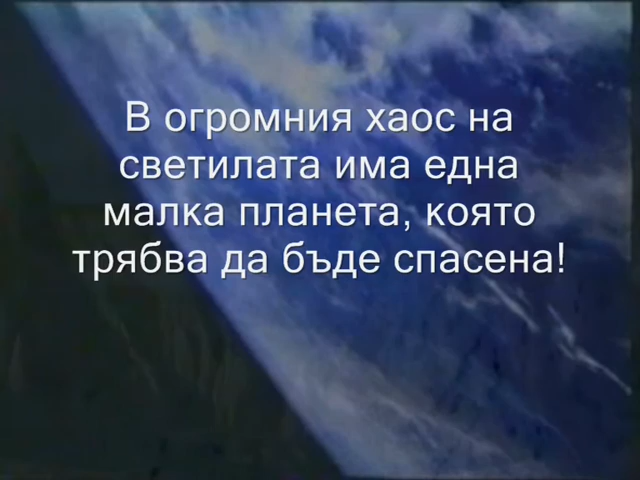 В огромния хаос на
светилата има една
малка планета, която
трябва да бъде спасена!